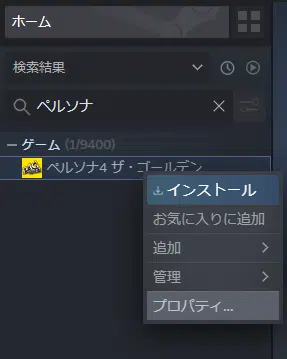 ホーム
検索結果
ペルソナ
ゲーム (1/9400)
ペルソナ4 ザ・ゴールデン
インストール
お気に入りに追加
追加
管理
プロパティ...